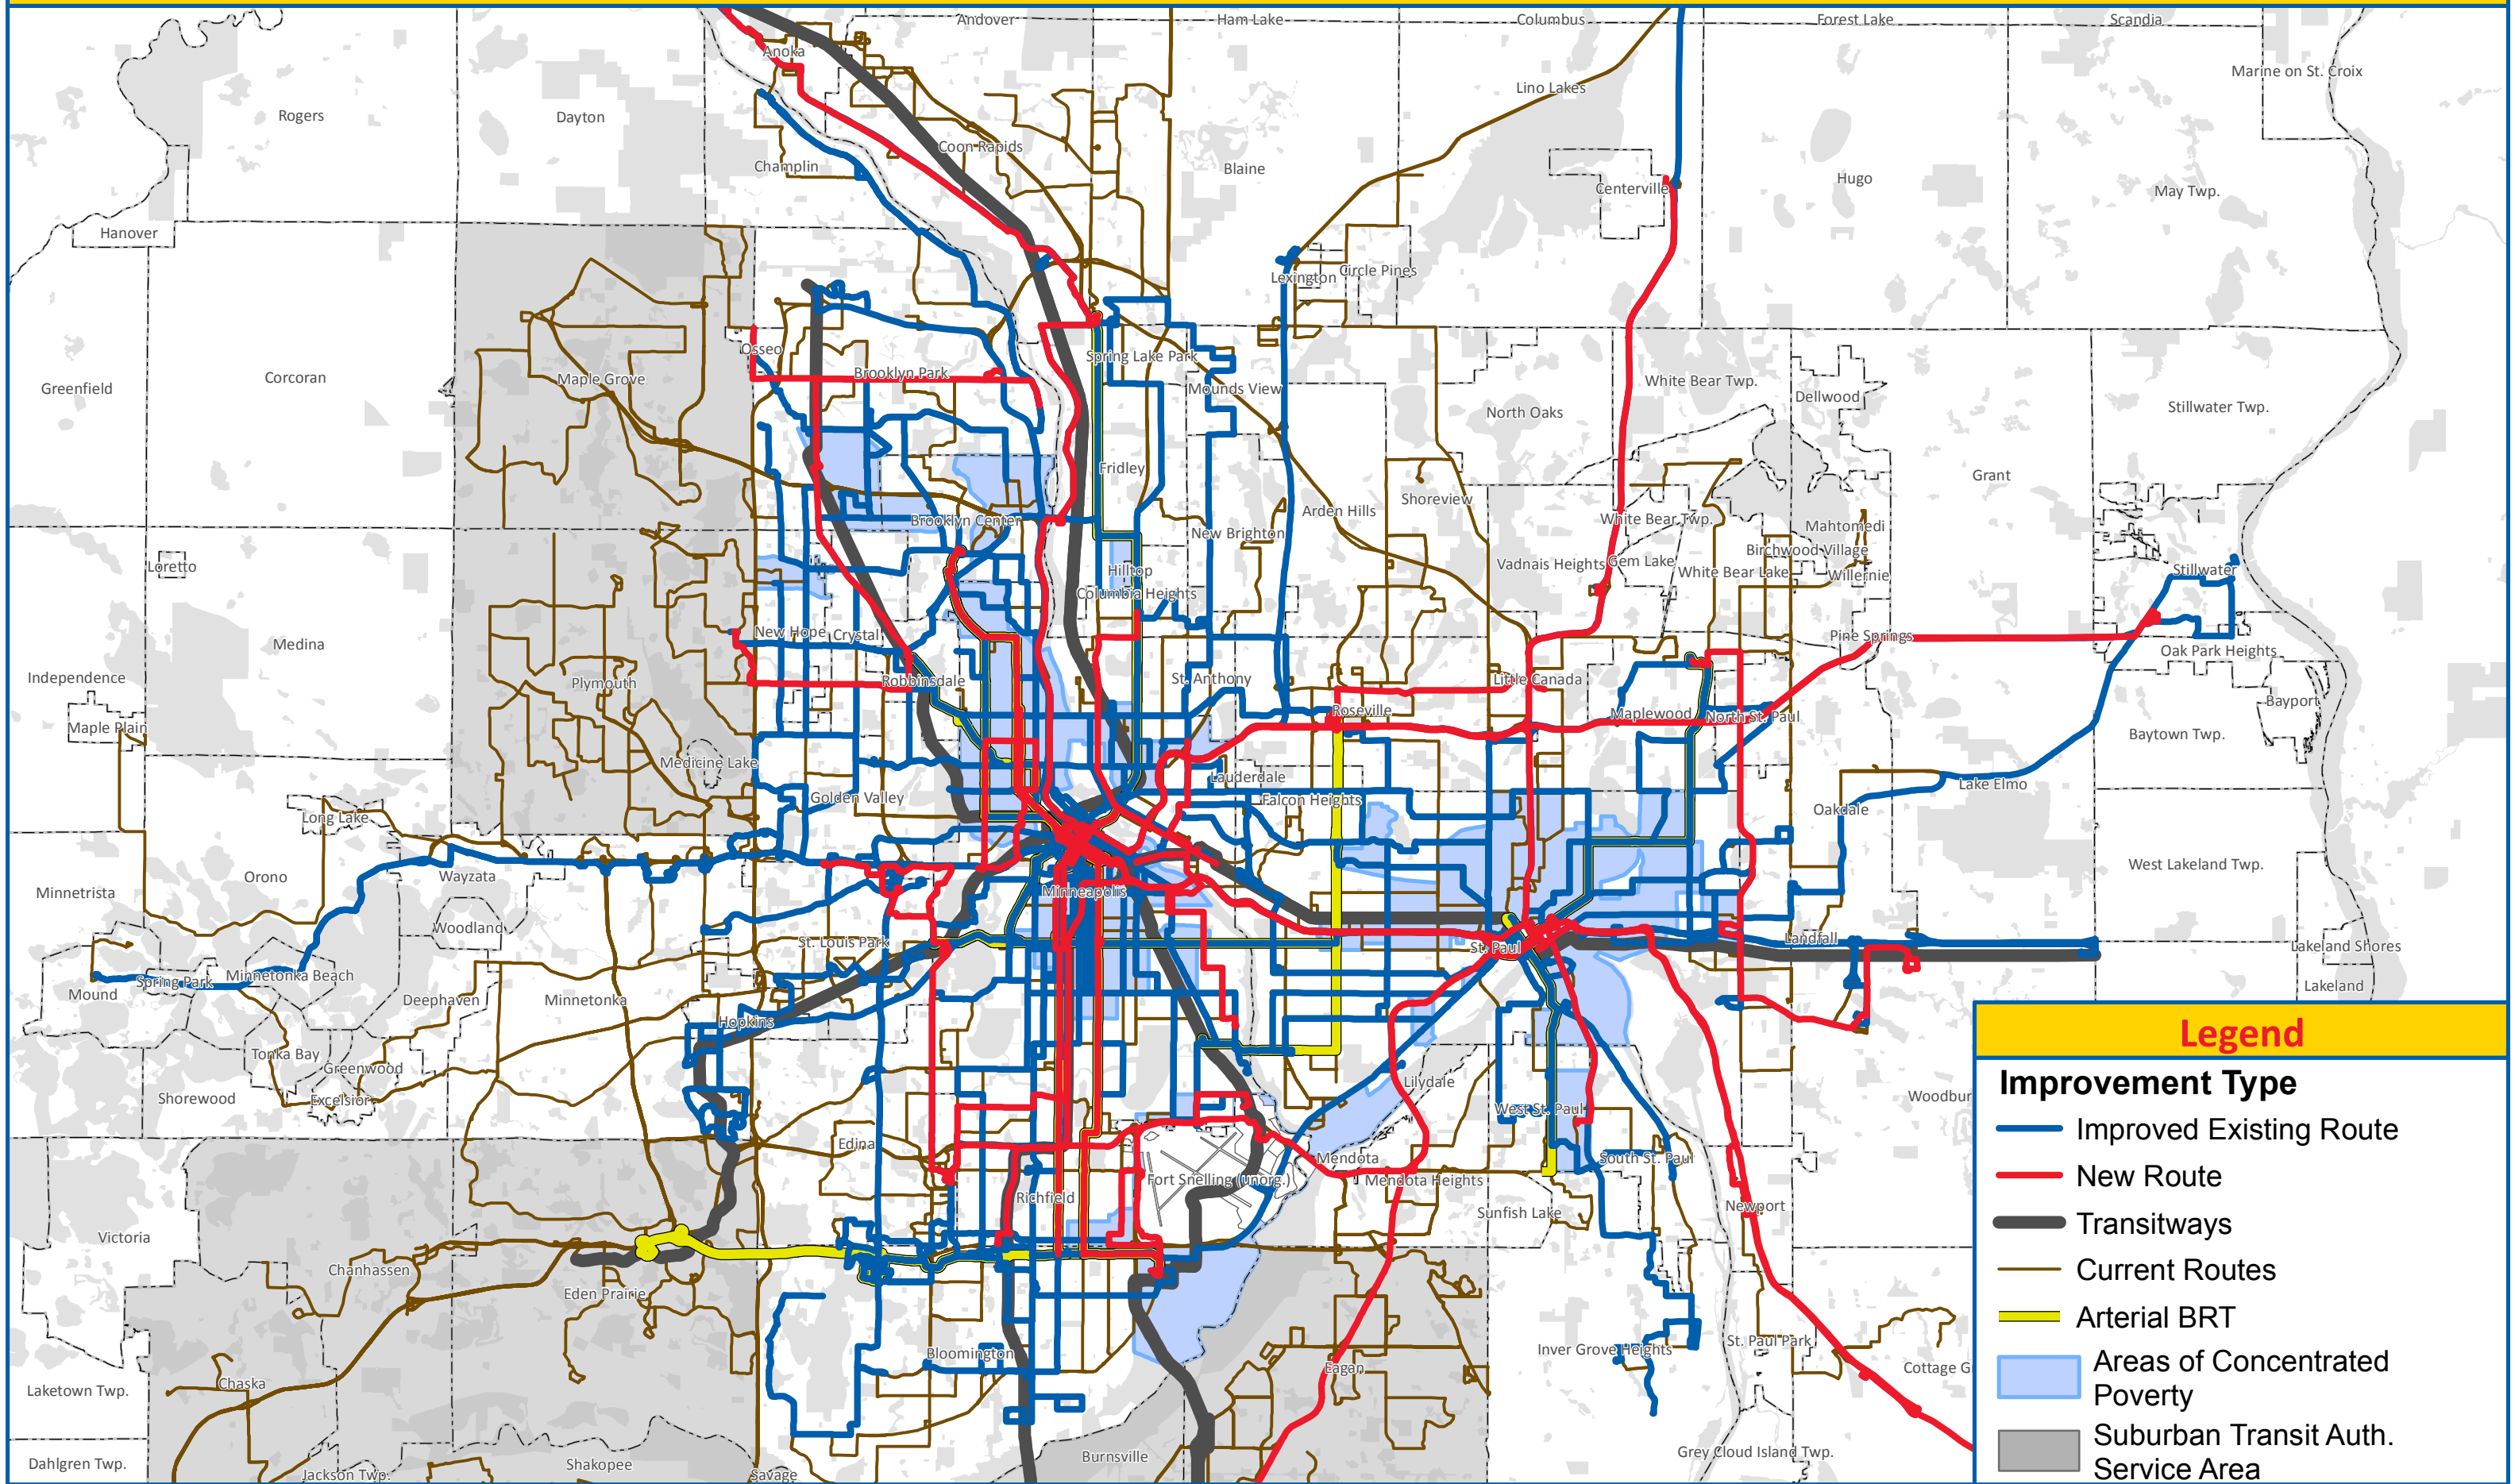 Andover
Ham Lake
Columbus
Forest Lake
Scandia
Anoka
Marine on St. Croix
Rogers
Dayton
Lino Lakes
Coon Rapids
Champlin
Blaine
Centerville
Hugo
May Twp.
Hanover
Lexington
Circle Pines
Osseo
Spring Lake Park
Greenfield
Corcoran
Maple Grove
Brooklyn Park
Mounds View
White Bear Twp.
Dellwood
North Oaks
Stillwater Twp.
Fridley
Grant
Shoreview
Arden Hills
Brooklyn Center
New Brighton
White Bear Twp.
Mahtomedi
Birchwood Village
Loretto
Hilltop
Vadnais Heights
Gem Lake
White Bear Lake
Willernie
Stillwater
Columbia Heights
New Hope
Crystal
Pine Springs
Medina
Oak Park Heights
Independence
Plymouth
Robbinsdale
St. Anthony
Little Canada
Bayport
Maple Plain
Roseville
Maplewood
North St. Paul
Baytown Twp.
Medicine Lake
Lauderdale
Golden Valley
Falcon Heights
Lake Elmo
Long Lake
Oakdale
Orono
Wayzata
West Lakeland Twp.
Minnetrista
Minneapolis
Woodland
St. Louis Park
St. Paul
Landfall
Lakeland Shores
Spring Park
Minnetonka Beach
Mound
Deephaven
Minnetonka
Lakeland
Hopkins
Tonka Bay
Greenwood
Shorewood
Excelsior
Lilydale
Woodbur
West St. Paul
Edina
Mendota
South St. Paul
Fort Snelling (unorg.)
Mendota Heights
Richfield
Sunfish Lake
Newport
Victoria
Chanhassen
Eden Prairie
Bloomington
Inver Grove Heights
St. Paul Park
Eagan
Cottage G
Laketown Twp.
Chaska
Burnsville
Grey Cloud Island Twp.
Dahlgren Twp.
Jackson Twp.
Shakopee
Savage
Legend
Improvement Type
Improved Existing Route
New Route
Transitways
Current Routes
Arterial BRT
Areas of Concentrated
Poverty
Suburban Transit Auth.
Service Area